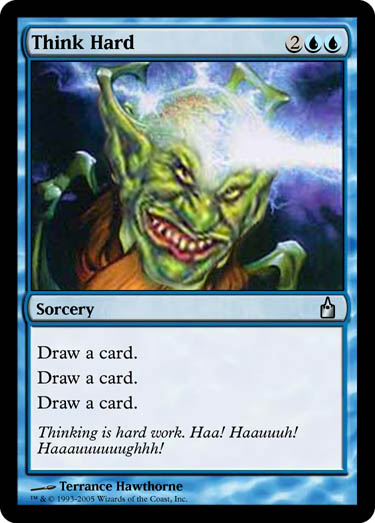 Think Hard 2
Sorcery
Draw a card.
Draw a card.
Draw a card.
Thinking is hard work. Haa! Haauuuh!
Haaauuuuuughhh!
Terrance Hawthorne
™ & © 1993-2005 Wizards of the Coast, Inc.